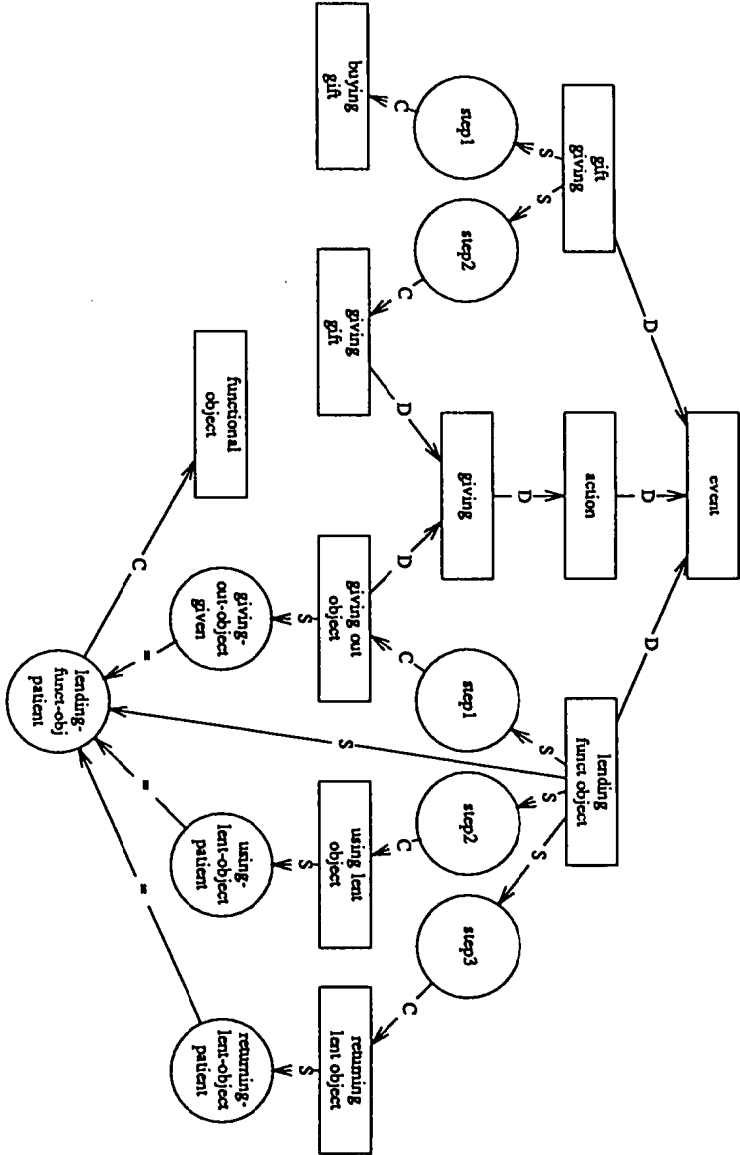 event
D
D
D
gift
giving
action
lending
funct object
S
S
D
S
S
S
step1
step2
giving
step1
step2
step3
C
C
D
D
C
S
C
C
buying
gift
giving
gift
giving out
object
using lent
object
returning
lent object
S
S
S
functional
object
giving-
out-object
given
using-
lent-object
patient
returning-
lent-object
patient
C
=
=
=
lending-
funct-obj
patient